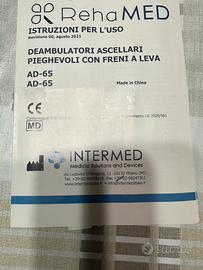 RehaMED
ISTRUZIONI PER L'USO
Revisione 00, agosto 2021
DEAMBULATORI ASCELLARI
PIEGHEVOLI CON FRENI A LEVA
AD-65
AD-65
Made in China
CE
MD
INTERMED
Medical Solutions and Devices
subito